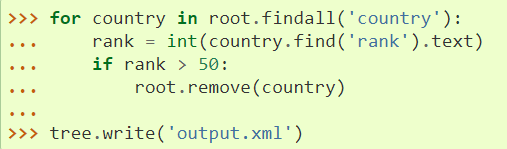 >>> for country in root.findall('country'):
...     rank = int(country.find('rank').text)
...     if rank > 50:
...         root.remove(country)
...
>>> tree.write('output.xml')